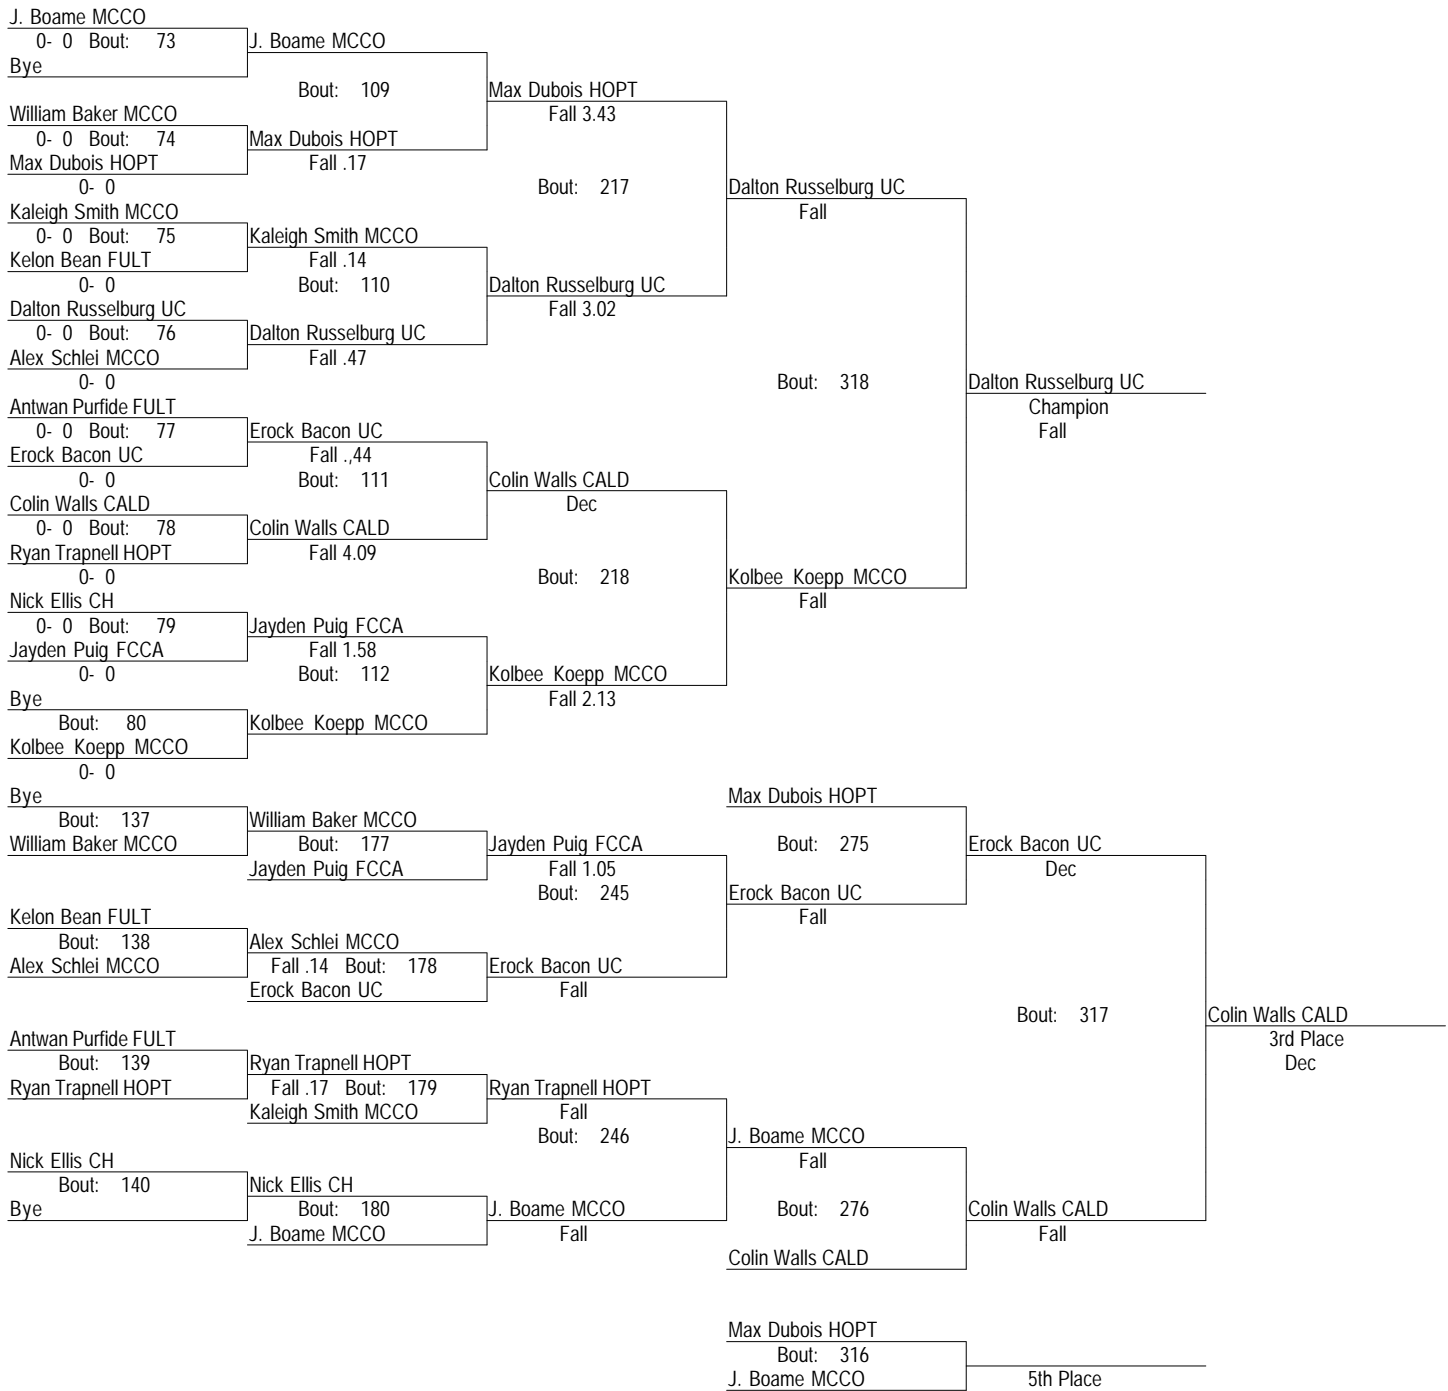 J. Boame MCCO
0- 0 Bout: 73
J. Boame MCCO
Bye
Bout: 109
Max Dubois HOPT
William Baker MCCO
Fall 3.43
0- 0 Bout: 74
Max Dubois HOPT
Max Dubois HOPT
Fall .17
0- 0
Bout: 217
Dalton Russelburg UC
Kaleigh Smith MCCO
Fall
0- 0 Bout: 75
Kaleigh Smith MCCO
Kelon Bean FULT
Fall .14
0- 0
Bout: 110
Dalton Russelburg UC
Dalton Russelburg UC
Fall 3.02
0- 0 Bout: 76
Dalton Russelburg UC
Alex Schlei MCCO
Fall .47
0- 0
Bout: 318
Dalton Russelburg UC
Antwan Purfide FULT
Champion
0- 0 Bout: 77
Erock Bacon UC
Fall
Erock Bacon UC
Fall .,44
0- 0
Bout: 111
Colin Walls CALD
Colin Walls CALD
Dec
0- 0 Bout: 78
Colin Walls CALD
Ryan Trapnell HOPT
Fall 4.09
0- 0
Bout: 218
Kolbee Koepp MCCO
Nick Ellis CH
Fall
0- 0 Bout: 79
Jayden Puig FCCA
Jayden Puig FCCA
Fall 1.58
0- 0
Bout: 112
Kolbee Koepp MCCO
Bye
Fall 2.13
Bout: 80
Kolbee Koepp MCCO
Kolbee Koepp MCCO
0- 0
Bye
Max Dubois HOPT
Bout: 137
William Baker MCCO
William Baker MCCO
Bout: 177
Jayden Puig FCCA
Bout: 275
Erock Bacon UC
Jayden Puig FCCA
Fall 1.05
Dec
Bout: 245
Erock Bacon UC
Kelon Bean FULT
Fall
Bout: 138
Alex Schlei MCCO
Alex Schlei MCCO
Fall .14 Bout: 178
Erock Bacon UC
Erock Bacon UC
Fall
Bout: 317
Colin Walls CALD
Antwan Purfide FULT
3rd Place
Bout: 139
Ryan Trapnell HOPT
Dec
Ryan Trapnell HOPT
Fall .17 Bout: 179
Ryan Trapnell HOPT
Kaleigh Smith MCCO
Fall
Bout: 246
J. Boame MCCO
Nick Ellis CH
Fall
Bout: 140
Nick Ellis CH
Bye
Bout: 180
J. Boame MCCO
Bout: 276
Colin Walls CALD
J. Boame MCCO
Fall
Fall
Colin Walls CALD
Max Dubois HOPT
Bout: 316
J. Boame MCCO
5th Place